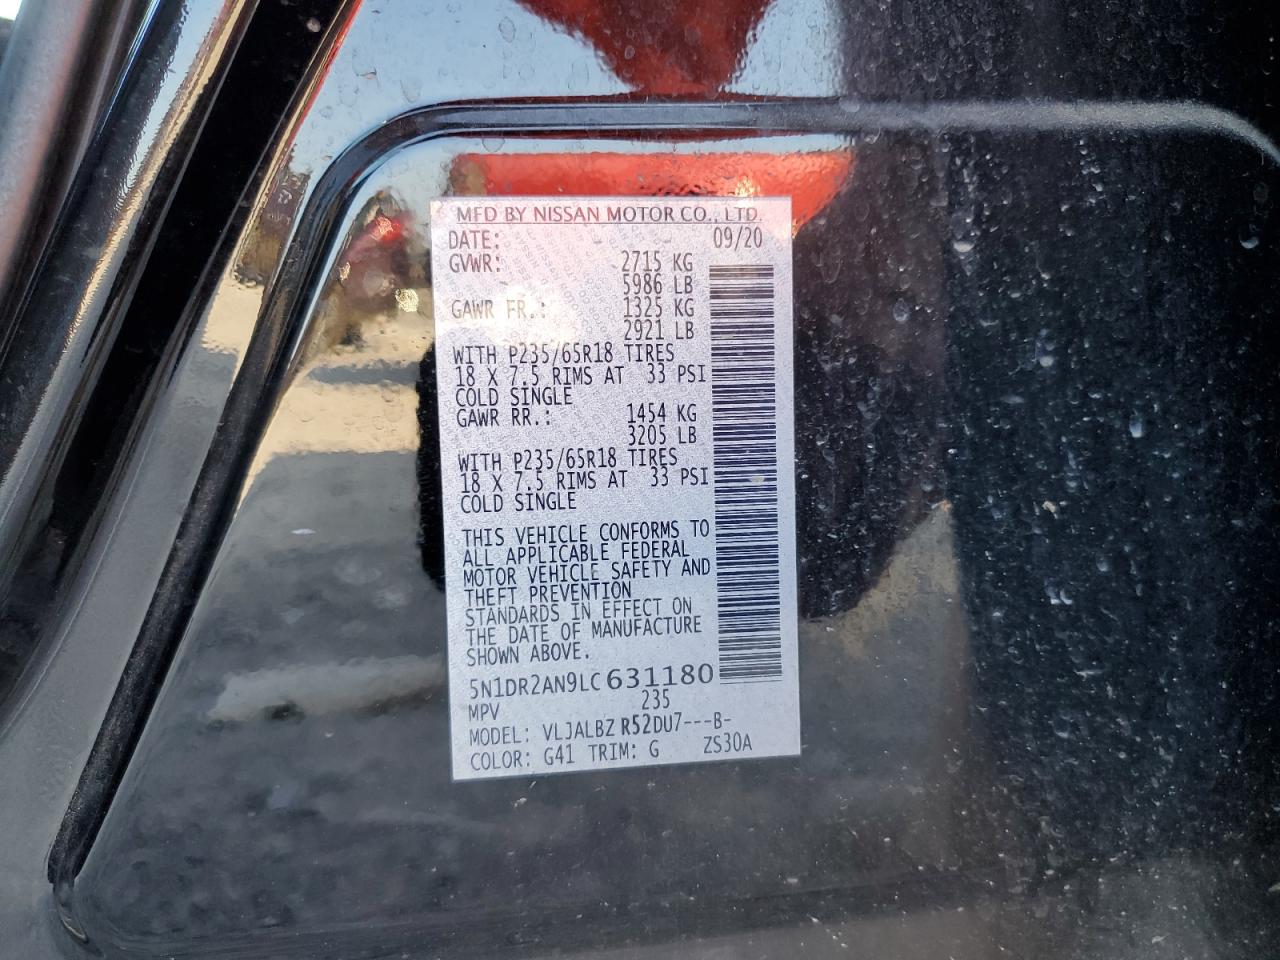 MFD BY NISSAN MOTOR CO., LTD.
DATE: 09/20
GVWR: 2715 KG
5986 LB
GAWR FR.: 1325 KG
2921 LB
WITH P235/65R18 TIRES
18 X 7.5 RIMS AT 33 PSI
COLD SINGLE
GAWR RR.: 1454 KG
3205 LB
WITH P235/65R18 TIRES
18 X 7.5 RIMS AT 33 PSI
COLD SINGLE
THIS VEHICLE CONFORMS TO
ALL APPLICABLE FEDERAL
MOTOR VEHICLE SAFETY AND
THEFT PREVENTION
STANDARDS IN EFFECT ON
THE DATE OF MANUFACTURE
SHOWN ABOVE.
5N1DR2AN9LC631180
MPV 235
MODEL: VLJALBZ R52DU7---B-
COLOR: G41 TRIM: G ZS30A